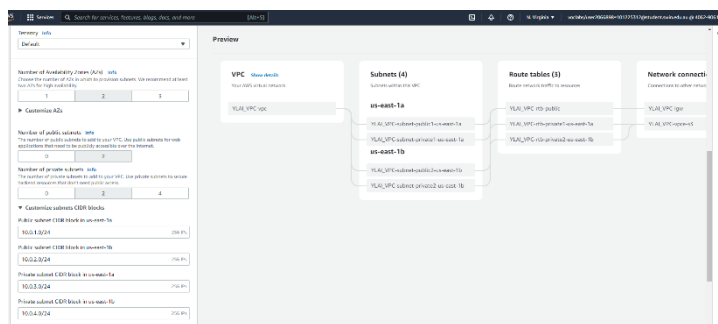 Services
Search for services, features, blogs, docs, and more
[Alt+S]
N. Virginia
Tenancy Info
Default
Number of Availability Zones (AZs) Info
Choose the number of AZs in which to provision subnets. We recommend at least
two AZs for high availability.
1 2 3
Customize AZs
Number of public subnets Info
The number of public subnets to add to your VPC. Use public subnets for web
applications that need to be publicly accessible over the internet.
0 2
Number of private subnets Info
The number of private subnets to add to your VPC. Use private subnets to secure
backend resources that don't need public access.
0 2 4
Customize subnets CIDR blocks
Public subnet CIDR block in us-east-1a
10.0.1.0/24 256 IPs
Public subnet CIDR block in us-east-1b
10.0.2.0/24 256 IPs
Private subnet CIDR block in us-east-1a
10.0.3.0/24 256 IPs
Private subnet CIDR block in us-east-1b
10.0.4.0/24 256 IPs
Preview
VPC Show details
Your AWS virtual network
YLAI_VPC-vpc
Subnets (4)
Subnets within this VPC
us-east-1a
YLAI_VPC-subnet-public1-us-east-1a
YLAI_VPC-subnet-private1-us-east-1a
us-east-1b
YLAI_VPC-subnet-public2-us-east-1b
YLAI_VPC-subnet-private2-us-east-1b
Route tables (3)
Route network traffic to resources
YLAI_VPC-rtb-public
YLAI_VPC-rtb-private1-us-east-1a
YLAI_VPC-rtb-private2-us-east-1b
Network connecti
Connections to other networ
YLAI_VPC-igw
YLAI_VPC-vpce-s3